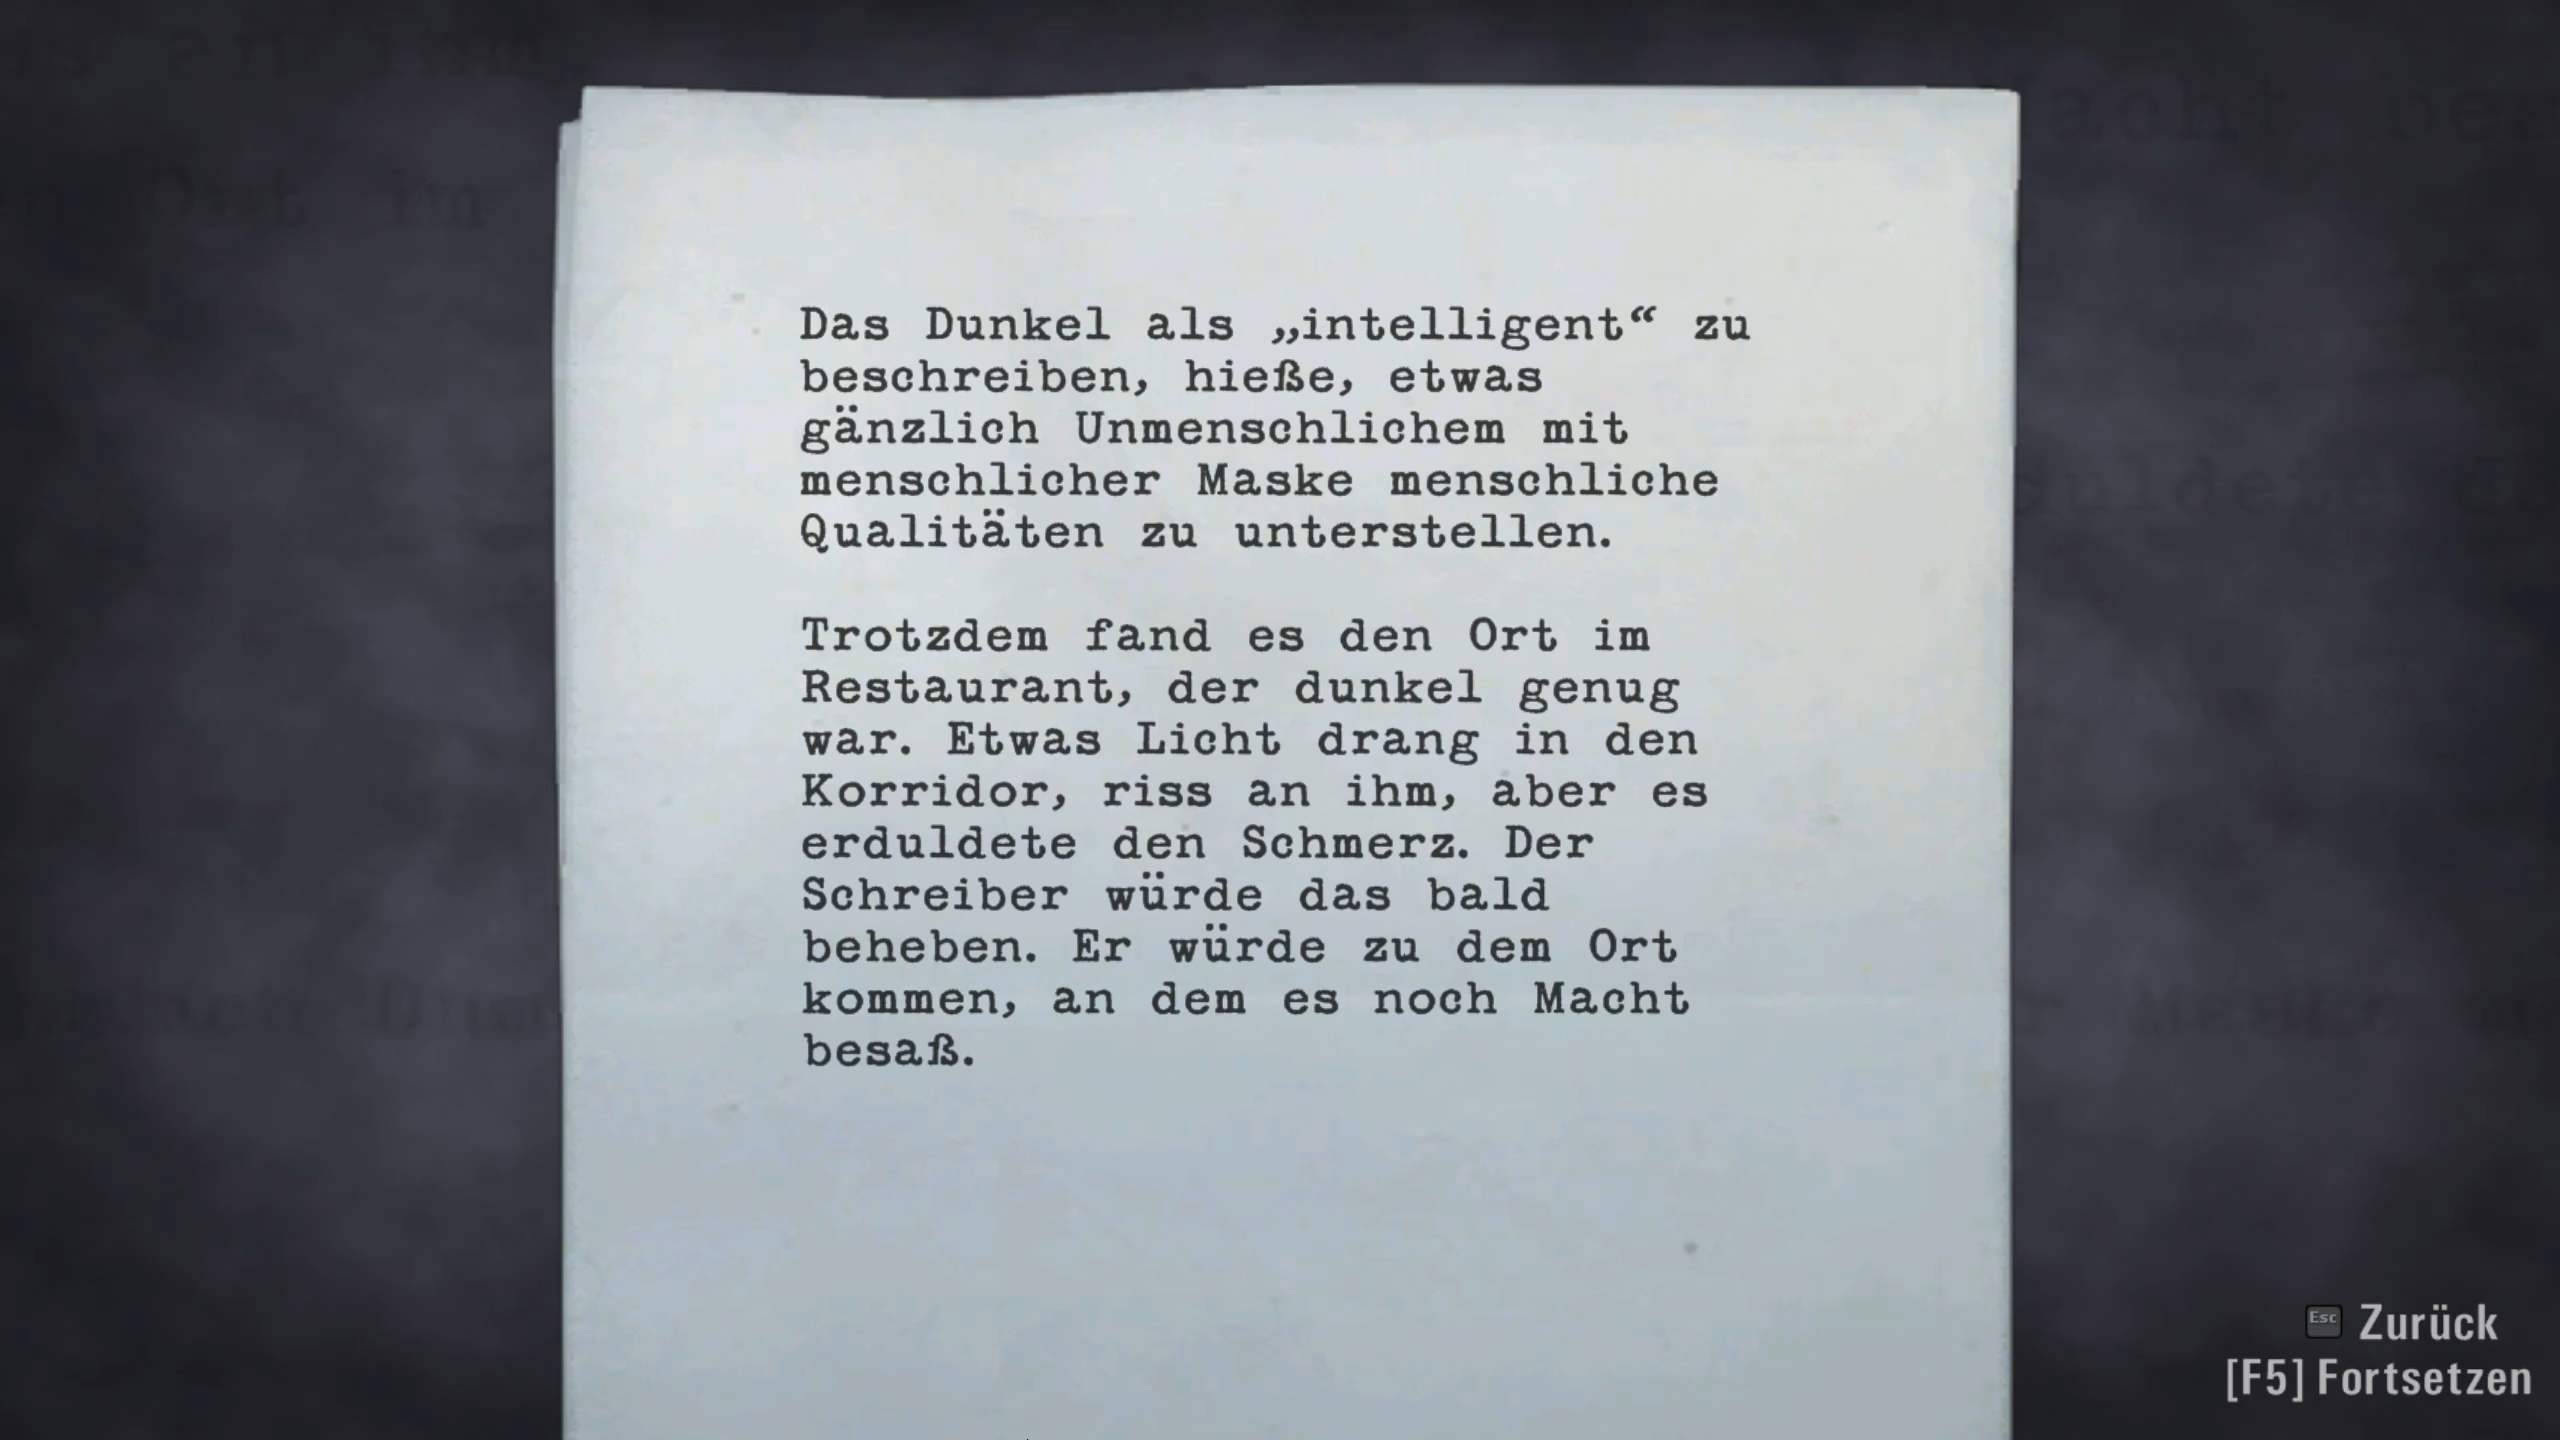 Das Dunkel als „intelligent“ zu
beschreiben, hieße, etwas
gänzlich Unmenschlichem mit
menschlicher Maske menschliche
Qualitäten zu unterstellen.
Trotzdem fand es den Ort im
Restaurant, der dunkel genug
war. Etwas Licht drang in den
Korridor, riss an ihm, aber es
erduldete den Schmerz. Der
Schreiber würde das bald
beheben. Er würde zu dem Ort
kommen, an dem es noch Macht
besaß.
Esc Zurück
[F5] Fortsetzen